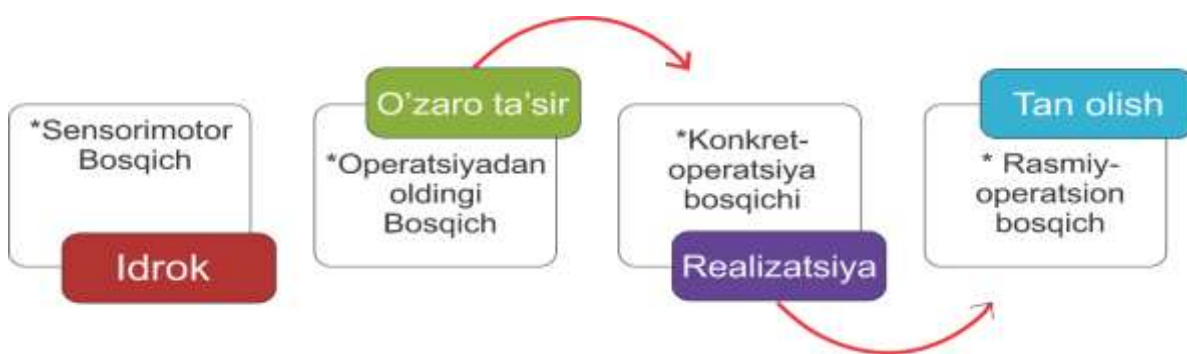 *Sensorimotor
Bosqich
Idrok
O'zaro ta'sir
*Operatsiyadan
oldingi
Bosqich
*Konkret-
operatsiya
bosqichi
Realizatsiya
Tan olish
* Rasmiy-
operatsion
bosqich